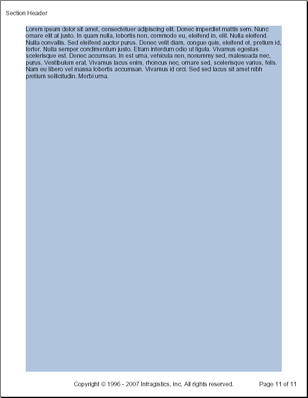 Section Header
Lorem ipsum dolor sit amet, consectetuer adipiscing elit. Donec imperdiet mattis sem. Nunc
ornare elit at justo. In quam nulla, lobortis non, commodo eu, eleifend in, elit. Nulla eleifend.
Nulla convallis. Sed eleifend auctor purus. Donec velit diam, congue quis, eleifend et, pretium id,
tortor. Nulla semper condimentum justo. Etiam interdum odio ut ligula. Vivamus egestas
scelerisque est. Donec accumsan. In est urna, vehicula non, nonummy sed, malesuada nec,
purus. Vestibulum erat. Vivamus lacus enim, rhoncus nec, ornare sed, scelerisque varius, felis.
Nam eu libero vel massa lobortis accumsan. Vivamus id orci. Sed sed lacus sit amet nibh
pretium sollicitudin. Morbi urna.
Copyright © 1996 - 2007 Infragistics, Inc. All rights reserved. Page 11 of 11